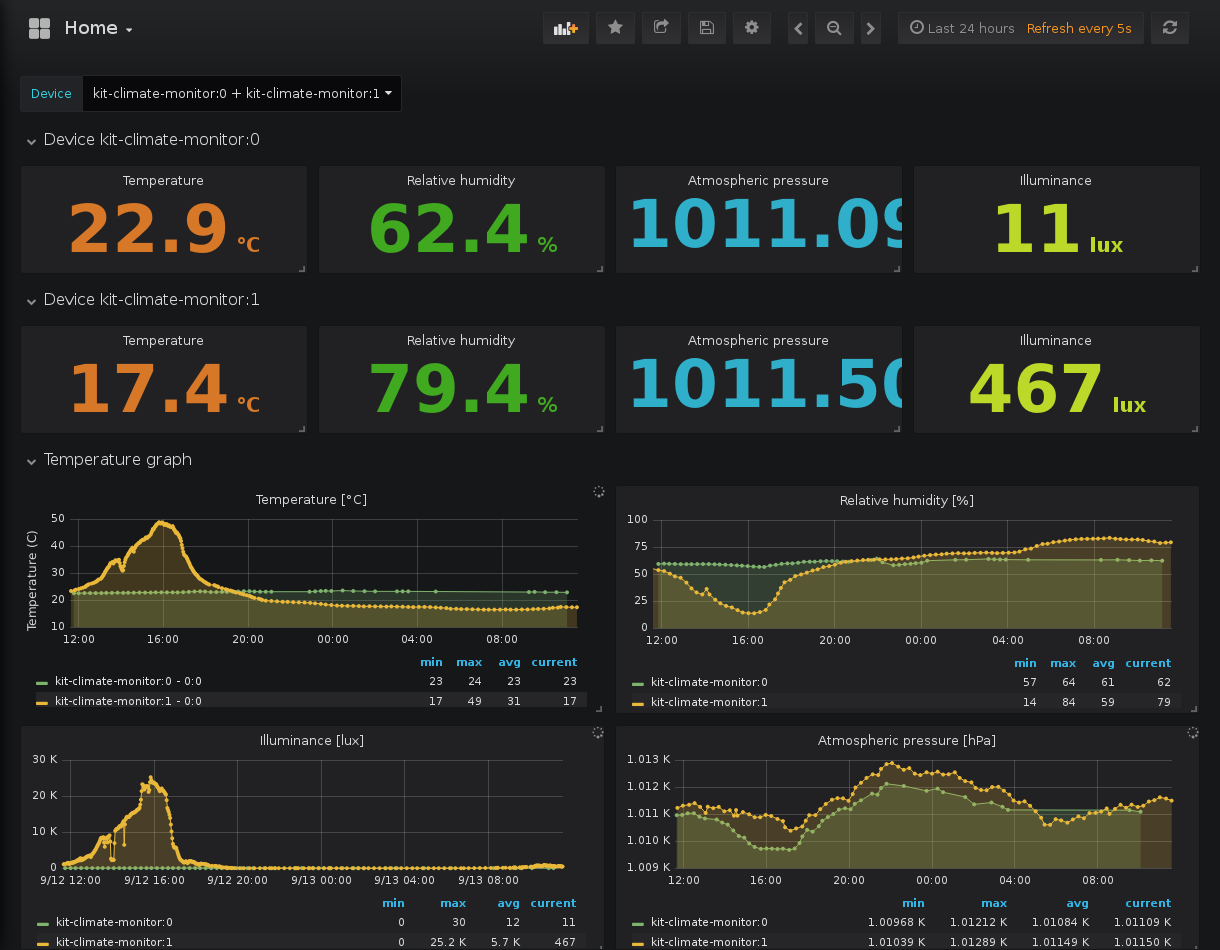 Home
Last 24 hours Refresh every 5s
Device kit-climate-monitor:0 + kit-climate-monitor:1
Device kit-climate-monitor:0
Temperature Relative humidity Atmospheric pressure Illuminance
22.9 °C 62.4 % 1011.09 11 lux
Device kit-climate-monitor:1
Temperature Relative humidity Atmospheric pressure Illuminance
17.4 °C 79.4 % 1011.50 467 lux
Temperature graph
Temperature [°C]
Temperature (C)
50
40
30
20
10
12:00 16:00 20:00 00:00 04:00 08:00
min max avg current
kit-climate-monitor:0 - 0:0 23 24 23 23
kit-climate-monitor:1 - 0:0 17 49 31 17
Relative humidity [%]
100
75
50
25
0
12:00 16:00 20:00 00:00 04:00 08:00
min max avg current
kit-climate-monitor:0 57 64 61 62
kit-climate-monitor:1 14 84 59 79
Illuminance [lux]
30 K
20 K
10 K
0
9/12 12:00 9/12 16:00 9/12 20:00 9/13 00:00 9/13 04:00 9/13 08:00
min max avg current
kit-climate-monitor:0 0 30 12 11
kit-climate-monitor:1 0 25.2 K 5.7 K 467
Atmospheric pressure [hPa]
1.013 K
1.012 K
1.011 K
1.010 K
1.009 K
12:00 16:00 20:00 00:00 04:00 08:00
min max avg current
kit-climate-monitor:0 1.00968 K 1.01212 K 1.01084 K 1.01109 K
kit-climate-monitor:1 1.01039 K 1.01289 K 1.01149 K 1.01150 K